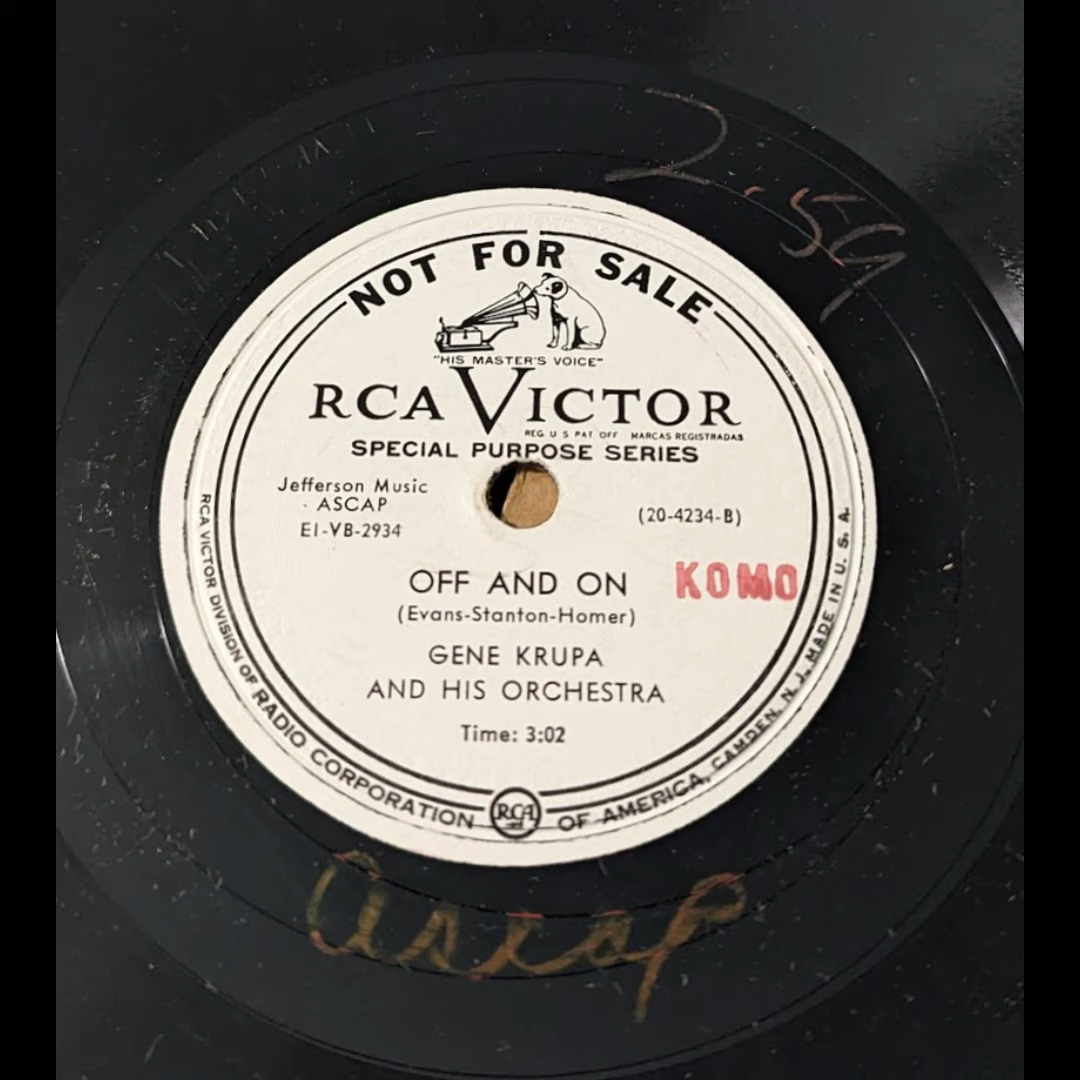 2.59
NOT FOR SALE
"HIS MASTER'S VOICE"
RCA VICTOR
REG U S PAT OFF MARCAS REGISTRADAS
SPECIAL PURPOSE SERIES
Jefferson Music
ASCAP
E1-VB-2934
(20-4234-B)
OFF AND ON
KOMO
(Evans-Stanton-Homer)
GENE KRUPA
AND HIS ORCHESTRA
Time: 3:02
RCA VICTOR DIVISION OF RADIO CORPORATION RCA OF AMERICA, CAMDEN, N. J. MADE IN U. S. A.
ascap